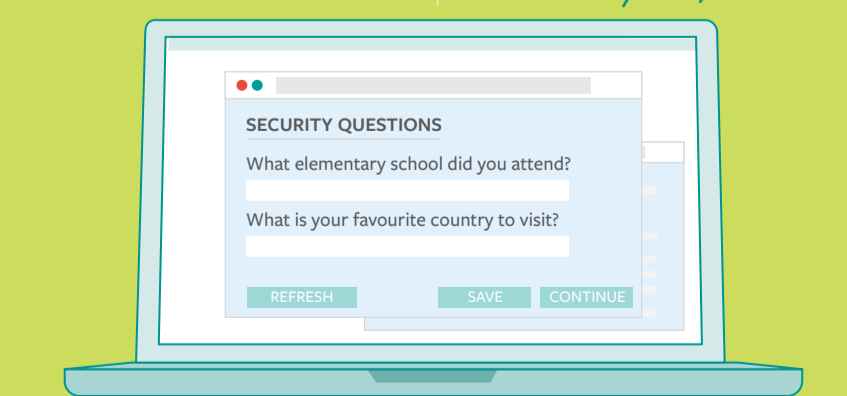 SECURITY QUESTIONS
What elementary school did you attend?
What is your favourite country to visit?
REFRESH SAVE CONTINUE